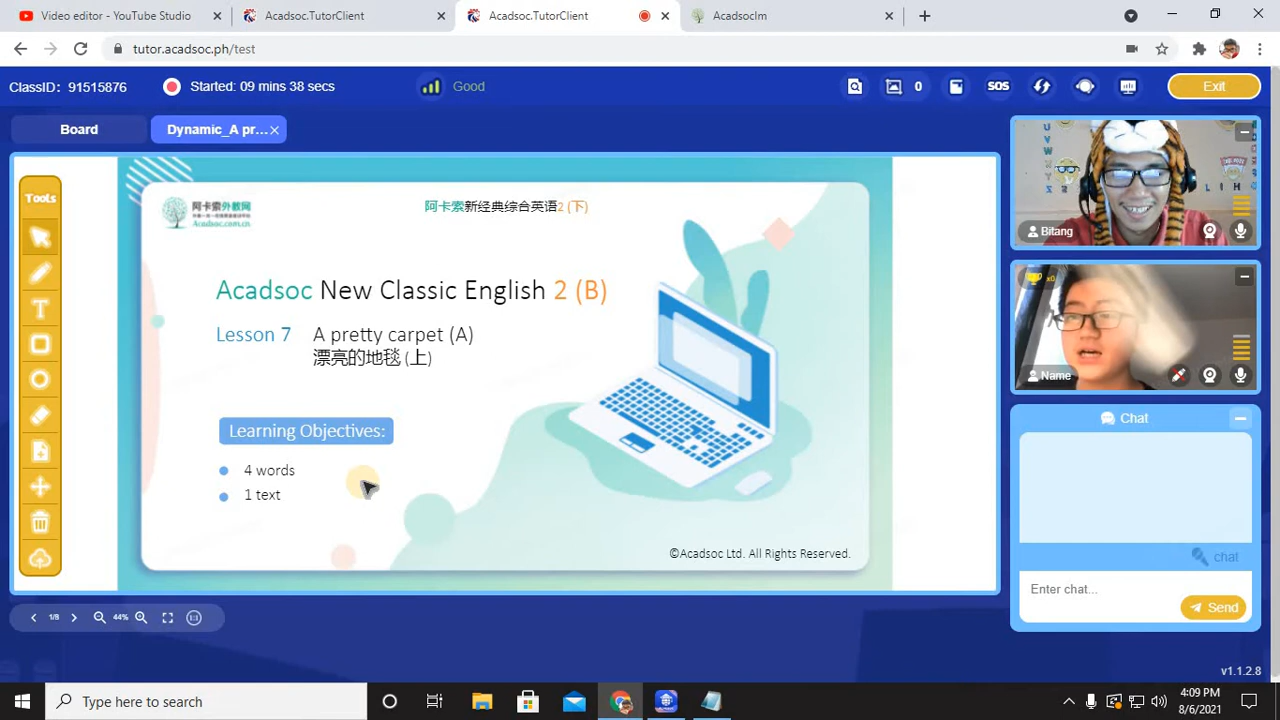 Video editor - YouTube Studio
Acadsoc.TutorClient
Acadsoc.TutorClient
AcadsocIm
tutor.acadsoc.ph/test
ClassID: 91515876
Started: 09 mins 38 secs
Good
0
SOS
Exit
Board
Dynamic_A pr...
Tools
阿卡索外教网
Acadsoc.com.cn
阿卡索新经典综合英语2 (下)
Acadsoc New Classic English 2 (B)
Lesson 7 A pretty carpet (A)
漂亮的地毯 (上)
Learning Objectives:
4 words
1 text
©Acadsoc Ltd. All Rights Reserved.
Bitang
x0
Name
Chat
chat
Enter chat...
Send
1/8
44%
v1.1.2.8
Type here to search
4:09 PM
8/6/2021